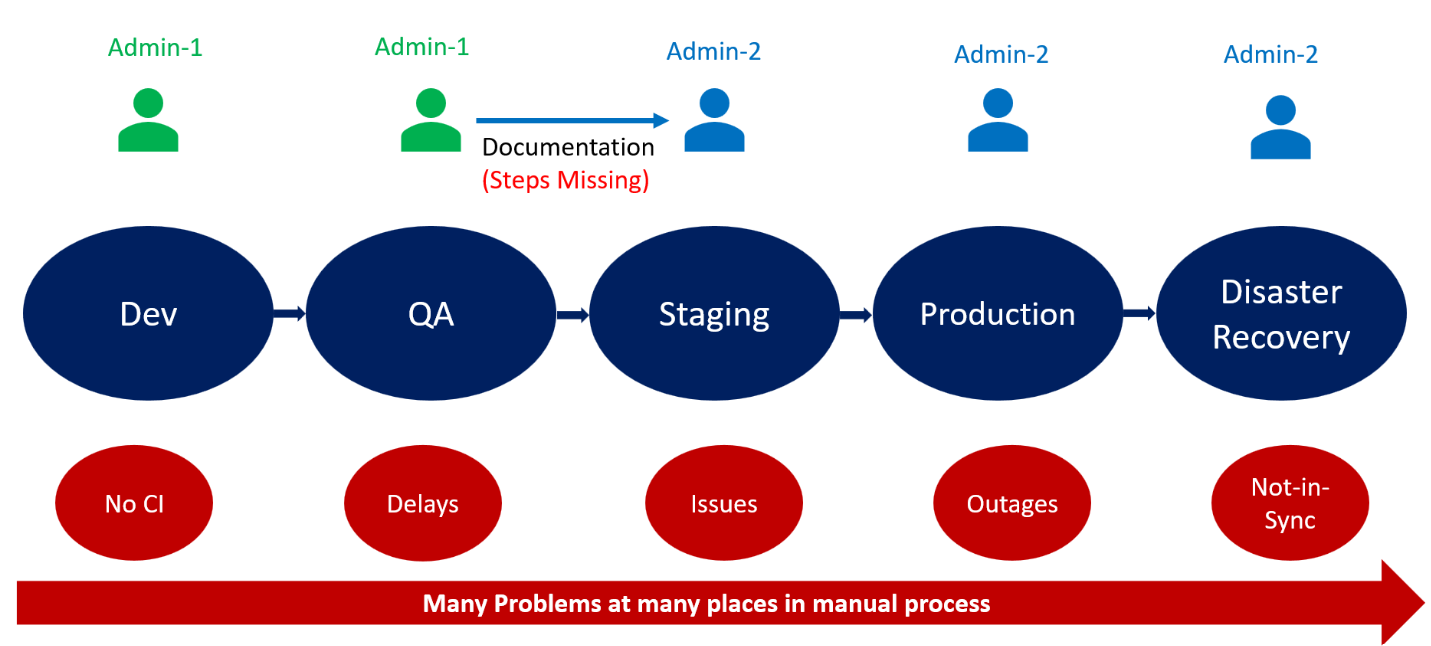 Admin-1
Admin-1
Admin-2
Admin-2
Admin-2
Documentation
(Steps Missing)
Dev
QA
Staging
Production
Disaster
Recovery
No CI
Delays
Issues
Outages
Not-in-
Sync
Many Problems at many places in manual process